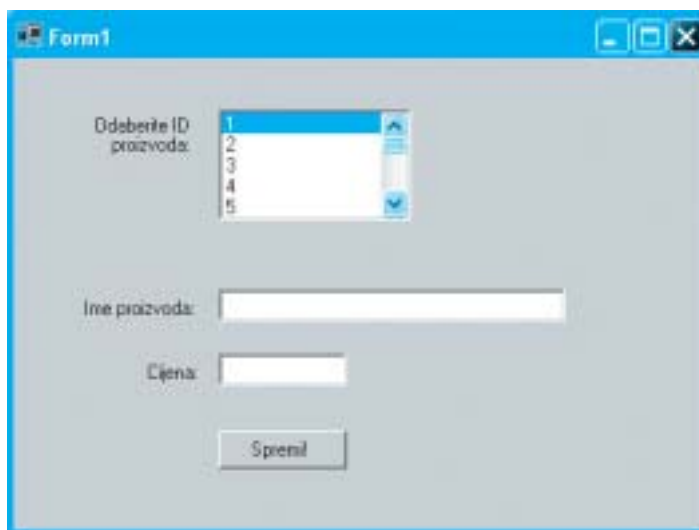 Form1
Odaberite ID
proizvoda:
1
2
3
4
5
Ime proizvoda:
Cijena:
Spremi!